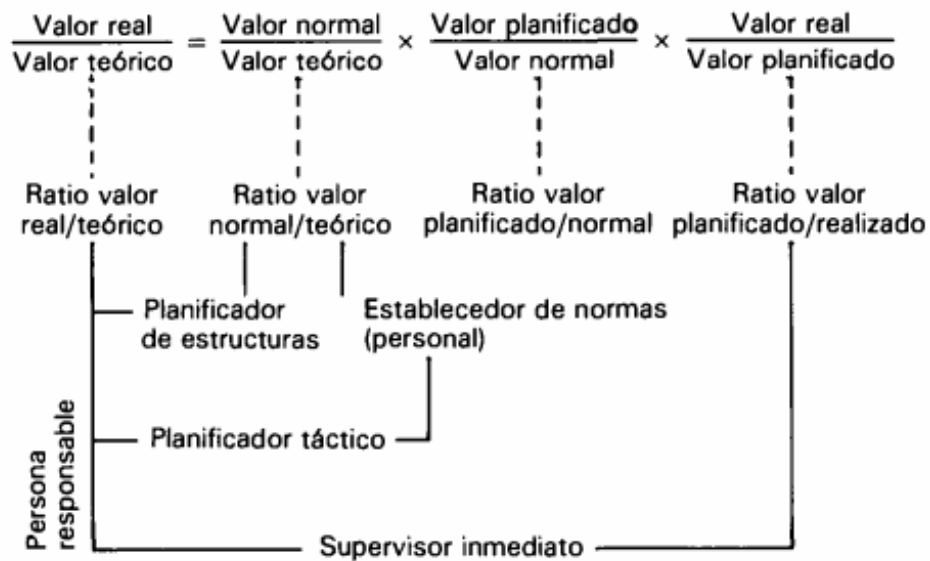 Valor real / Valor teórico = Valor normal / Valor teórico × Valor planificado / Valor normal × Valor real / Valor planificado
Ratio valor real/teórico
Ratio valor normal/teórico
Ratio valor planificado/normal
Ratio valor planificado/realizado
Planificador de estructuras
Establecedor de normas (personal)
Planificador táctico
Persona responsable
Supervisor inmediato